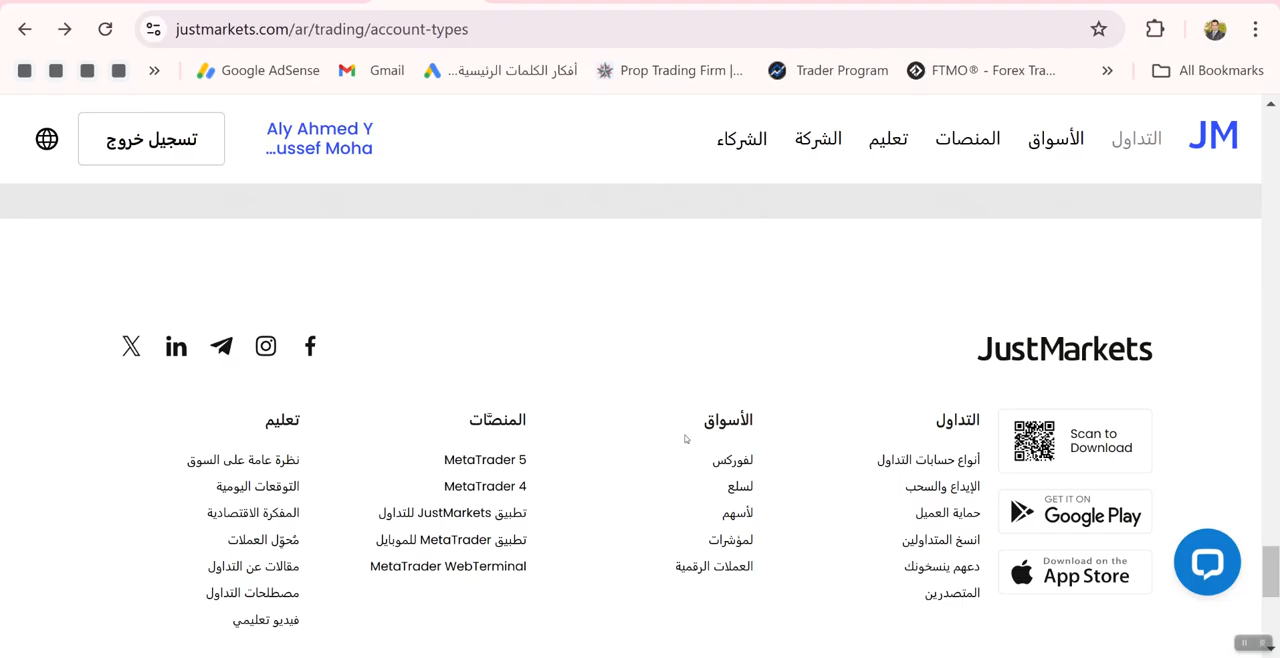 justmarkets.com/ar/trading/account-types
Google AdSense
Gmail
أفكار الكلمات الرئيسية...
Prop Trading Firm |...
Trader Program
FTMO® - Forex Tra...
All Bookmarks
JM
التداول
الأسواق
المنصات
تعليم
الشركة
الشركاء
Aly Ahmed Y
ussef Moha...
تسجيل خروج
JustMarkets
Scan to
Download
GET IT ON
Google Play
Download on the
App Store
التداول
أنواع حسابات التداول
الإيداع والسحب
حماية العميل
انسخ المتداولين
دعهم ينسخونك
المتصدرين
الأسواق
لفوركس
لسلع
لأسهم
لمؤشرات
العملات الرقمية
المنصَّات
MetaTrader 5
MetaTrader 4
تطبيق JustMarkets للتداول
تطبيق MetaTrader للموبايل
MetaTrader WebTerminal
تعليم
نظرة عامة على السوق
التوقعات اليومية
المفكرة الاقتصادية
مُحوِّل العملات
مقالات عن التداول
مصطلحات التداول
فيديو تعليمي